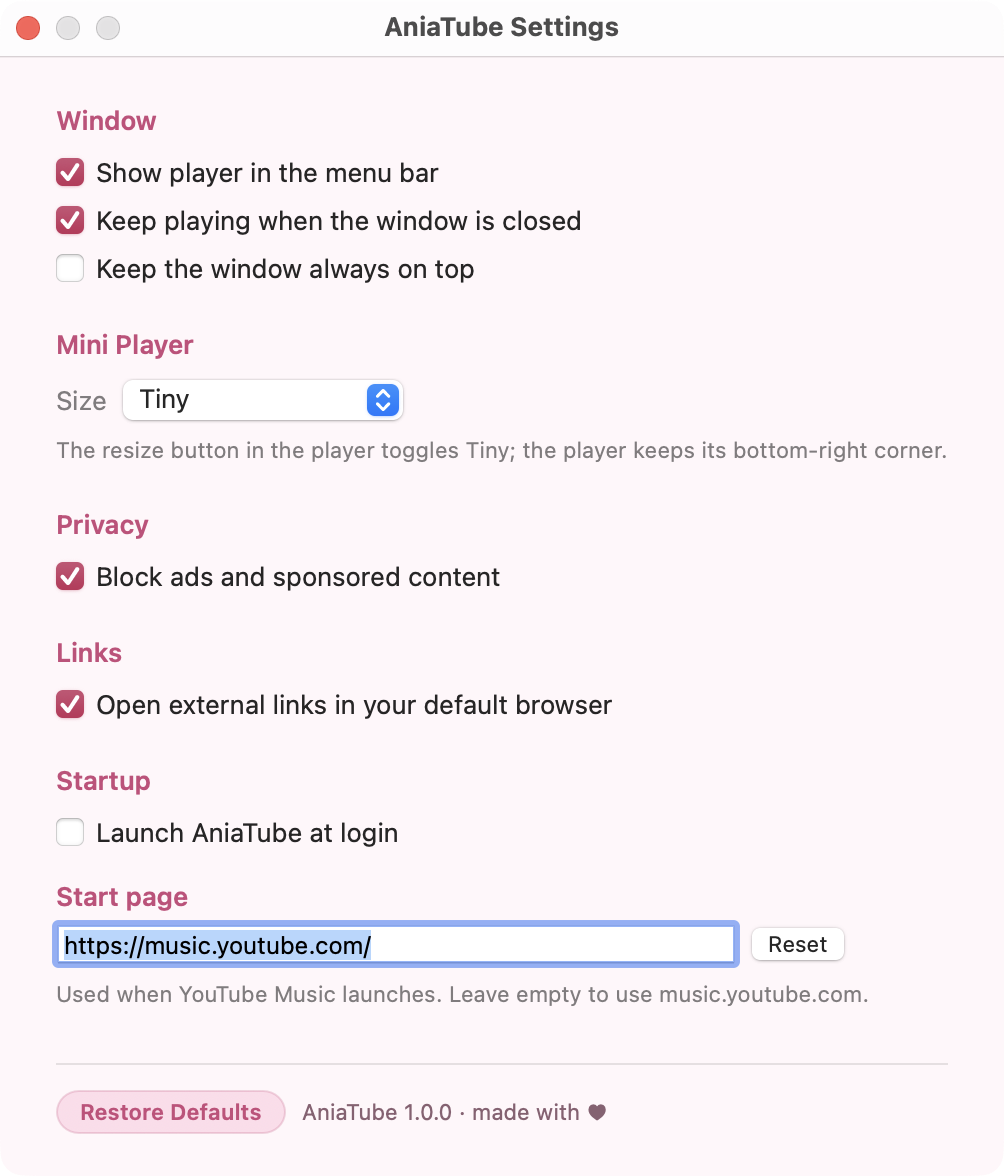 AniaTube Settings
Window
Show player in the menu bar
Keep playing when the window is closed
Keep the window always on top
Mini Player
Size Tiny
The resize button in the player toggles Tiny; the player keeps its bottom-right corner.
Privacy
Block ads and sponsored content
Links
Open external links in your default browser
Startup
Launch AniaTube at login
Start page
https://music.youtube.com/ Reset
Used when YouTube Music launches. Leave empty to use music.youtube.com.
Restore Defaults AniaTube 1.0.0 · made with ♥